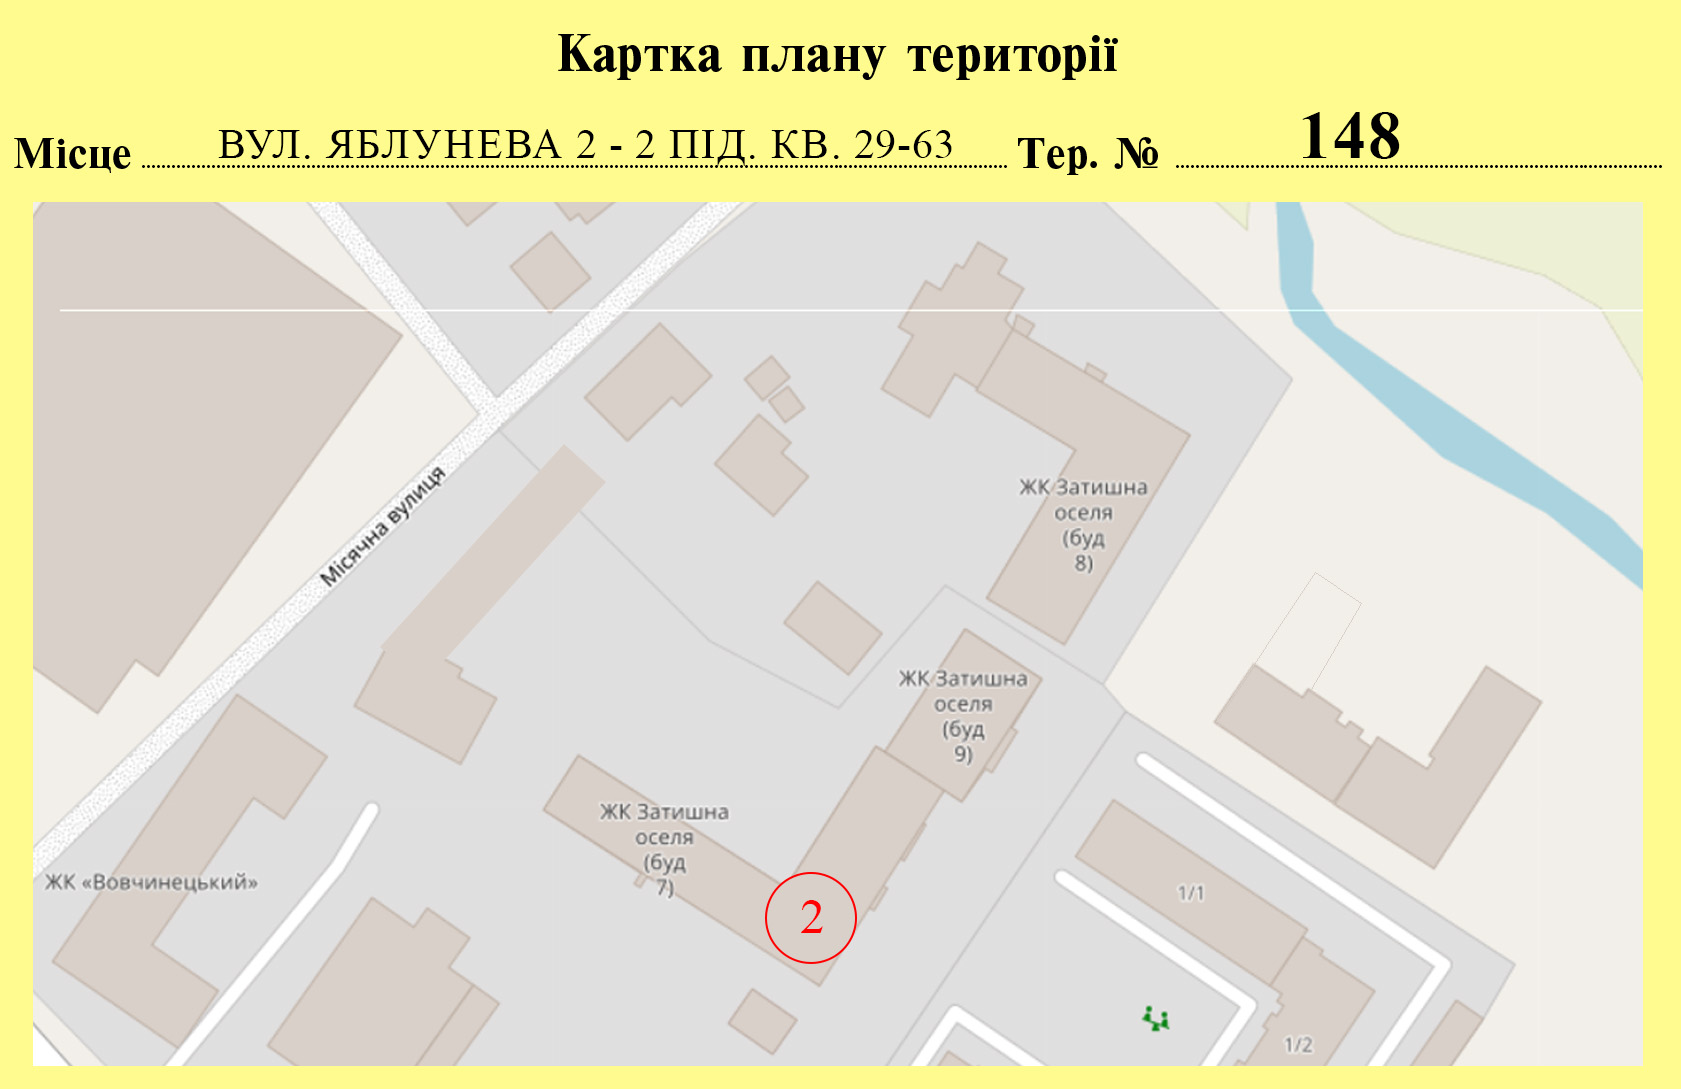 Картка плану території
Місце ВУЛ. ЯБЛУНЕВА 2 - 2 ПІД. КВ. 29-63 Тер. № 148
Місячна вулиця
ЖК Затишна
оселя
(буд
8)
ЖК Затишна
оселя
(буд
9)
ЖК Затишна
оселя
(буд
7)
ЖК «Вовчинецький»
1/1
2
1/2